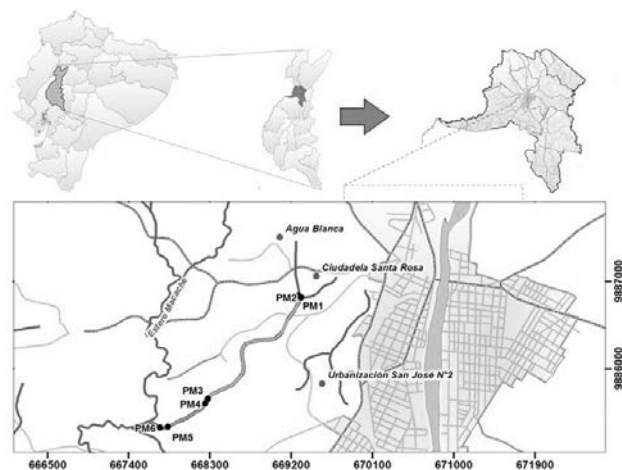 Agua Blanca
Ciudadela Santa Rosa
Estero Macache
PM2
PM1
9887000
Urbanización San José N°2
9886000
PM3
PM4
PM6
PM5
666500 667400 668300 669200 670100 671000 671900